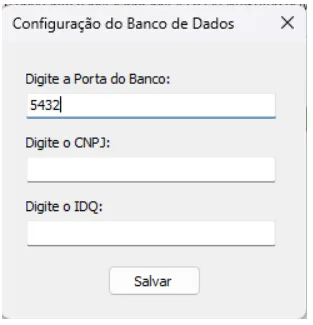 Configuração do Banco de Dados
Digite a Porta do Banco:
5432
Digite o CNPJ:
Digite o IDQ:
Salvar